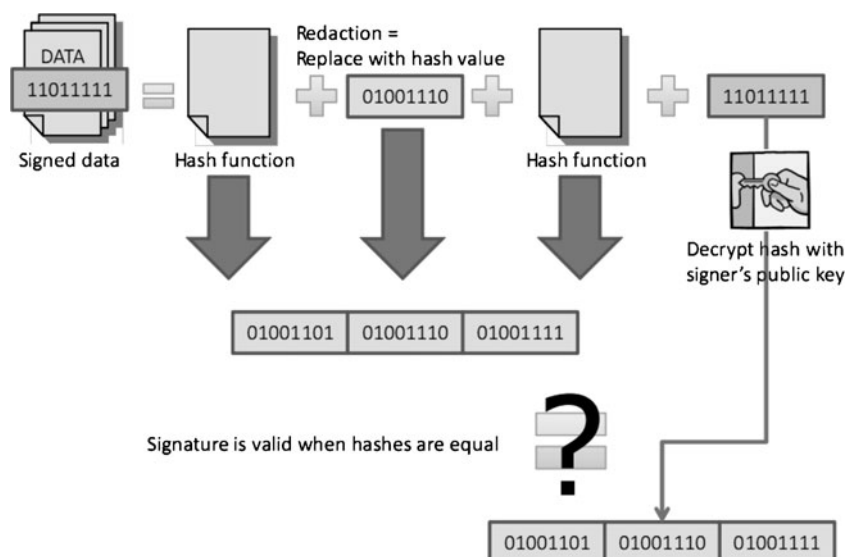 Redaction =
Replace with hash value
DATA
11011111
01001110
11011111
Signed data
Hash function
Hash function
Decrypt hash with
signer's public key
01001101 01001110 01001111
Signature is valid when hashes are equal
?
01001101 01001110 01001111